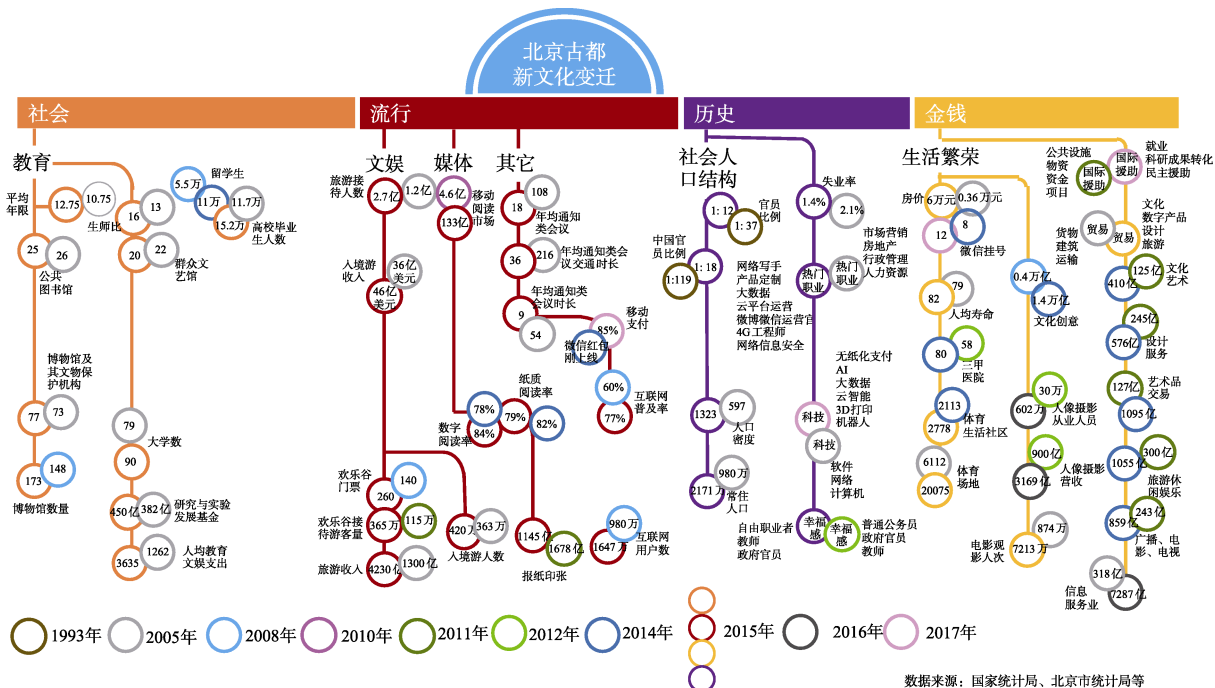 北京古都
新文化变迁
社会
流行
历史
金钱
教育
平均
年限
12.75
10.75
25
26
公共
图书馆
博物馆及
其文物保
护机构
77
73
173
148
博物馆数量
16
13
生师比
20
22
群众文
艺馆
5.5万
留学生
11万
11.7万
15.2万
高校毕业
生人数
79
大学数
90
450亿
382亿
研究与实验
发展基金
3635
1262
人均教育
文娱支出
文娱
旅游接
待人数
2.7亿
1.2亿
入境游
收入
36亿
美元
46亿
美元
欢乐谷
门票
140
260
欢乐谷接
待游客量
365万
115万
旅游收入
4230亿
1300亿
420万
363万
入境游人数
媒体
4.6亿
移动
阅读
市场
133亿
78%
数字
阅读率
84%
纸质
阅读率
79%
82%
1145亿
1678亿
报纸印张
其它
108
18
年均通知
类会议
36
216
年均通知类会
议交通时长
年均通知类
会议时长
9
54
85%
移动
支付
微信红包
刚上线
60%
77%
互联网
普及率
980万
1647万
互联网
用户数
社会人
口结构
1: 12
官员
比例
1: 37
中国官
员比例
1: 18
1:119
1323
597
人口
密度
980万
2171万
常住
人口
失业率
1.4%
2.1%
热门
职业
热门
职业
市场营销
房地产
行政管理
人力资源
网络写手
产品定制
大数据
云平台运营
微博微信运营官
4G工程师
网络信息安全
无纸化支付
AI
大数据
云智能
3D打印
机器人
科技
科技
软件
网络
计算机
自由职业者
教师
政府官员
幸福
感
幸福
感
普通公务员
政府官员
教师
生活繁荣
房价
6万元
0.36万元
12
8
微信挂号
82
79
人均寿命
80
58
三甲
医院
2113
2778
体育
生活社区
6112
20075
体育
场地
0.4万亿
1.4万亿
文化创意
30万
602万
人像摄影
从业人员
900亿
3169亿
人像摄影
营收
874万
7213万
电影观
影人次
公共设施
物资
资金
项目
国际
援助
国际
援助
就业
科研成果转化
民主援助
货物
建筑
运输
贸易
贸易
文化
数字产品
设计
旅游
125亿
410亿
文化
艺术
245亿
576亿
设计
服务
127亿
1095亿
艺术品
交易
300亿
1055亿
旅游休
闲娱乐
243亿
859亿
广播、电
影、电视
318亿
7287亿
信息
服务业
1993年
2005年
2008年
2010年
2011年
2012年
2014年
2015年
2016年
2017年
数据来源：国家统计局、北京市统计局等